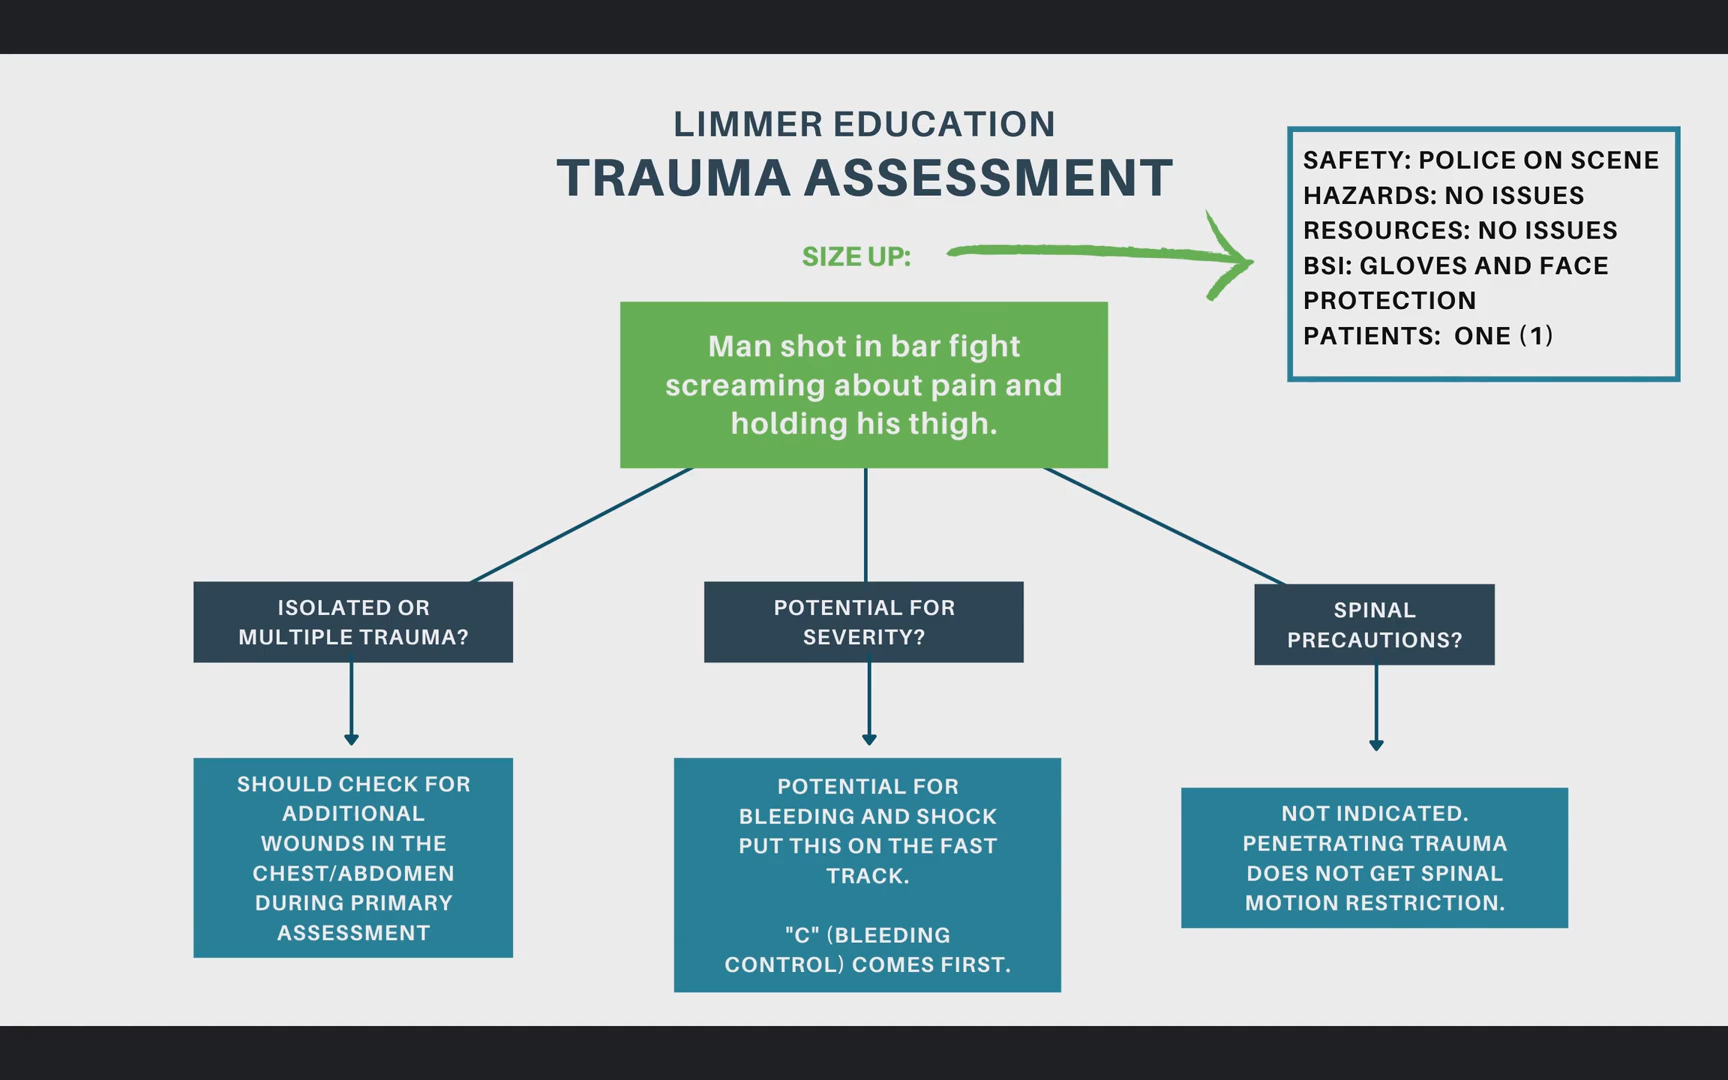 LIMMER EDUCATION
TRAUMA ASSESSMENT
SIZE UP:
SAFETY: POLICE ON SCENE
HAZARDS: NO ISSUES
RESOURCES: NO ISSUES
BSI: GLOVES AND FACE
PROTECTION
PATIENTS: ONE (1)
Man shot in bar fight
screaming about pain and
holding his thigh.
ISOLATED OR
MULTIPLE TRAUMA?
POTENTIAL FOR
SEVERITY?
SPINAL
PRECAUTIONS?
SHOULD CHECK FOR
ADDITIONAL
WOUNDS IN THE
CHEST/ABDOMEN
DURING PRIMARY
ASSESSMENT
POTENTIAL FOR
BLEEDING AND SHOCK
PUT THIS ON THE FAST
TRACK.
"C" (BLEEDING
CONTROL) COMES FIRST.
NOT INDICATED.
PENETRATING TRAUMA
DOES NOT GET SPINAL
MOTION RESTRICTION.